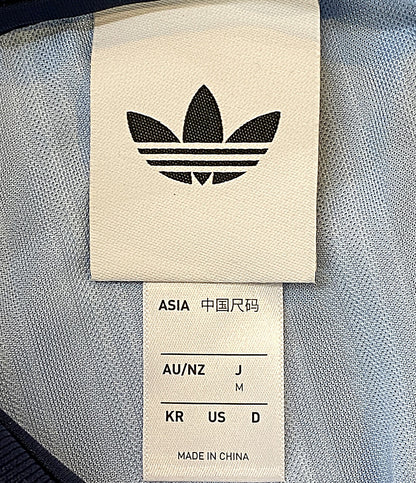 ASIA 中国尺码
AU/NZ J
M
KR US D
MADE IN CHINA